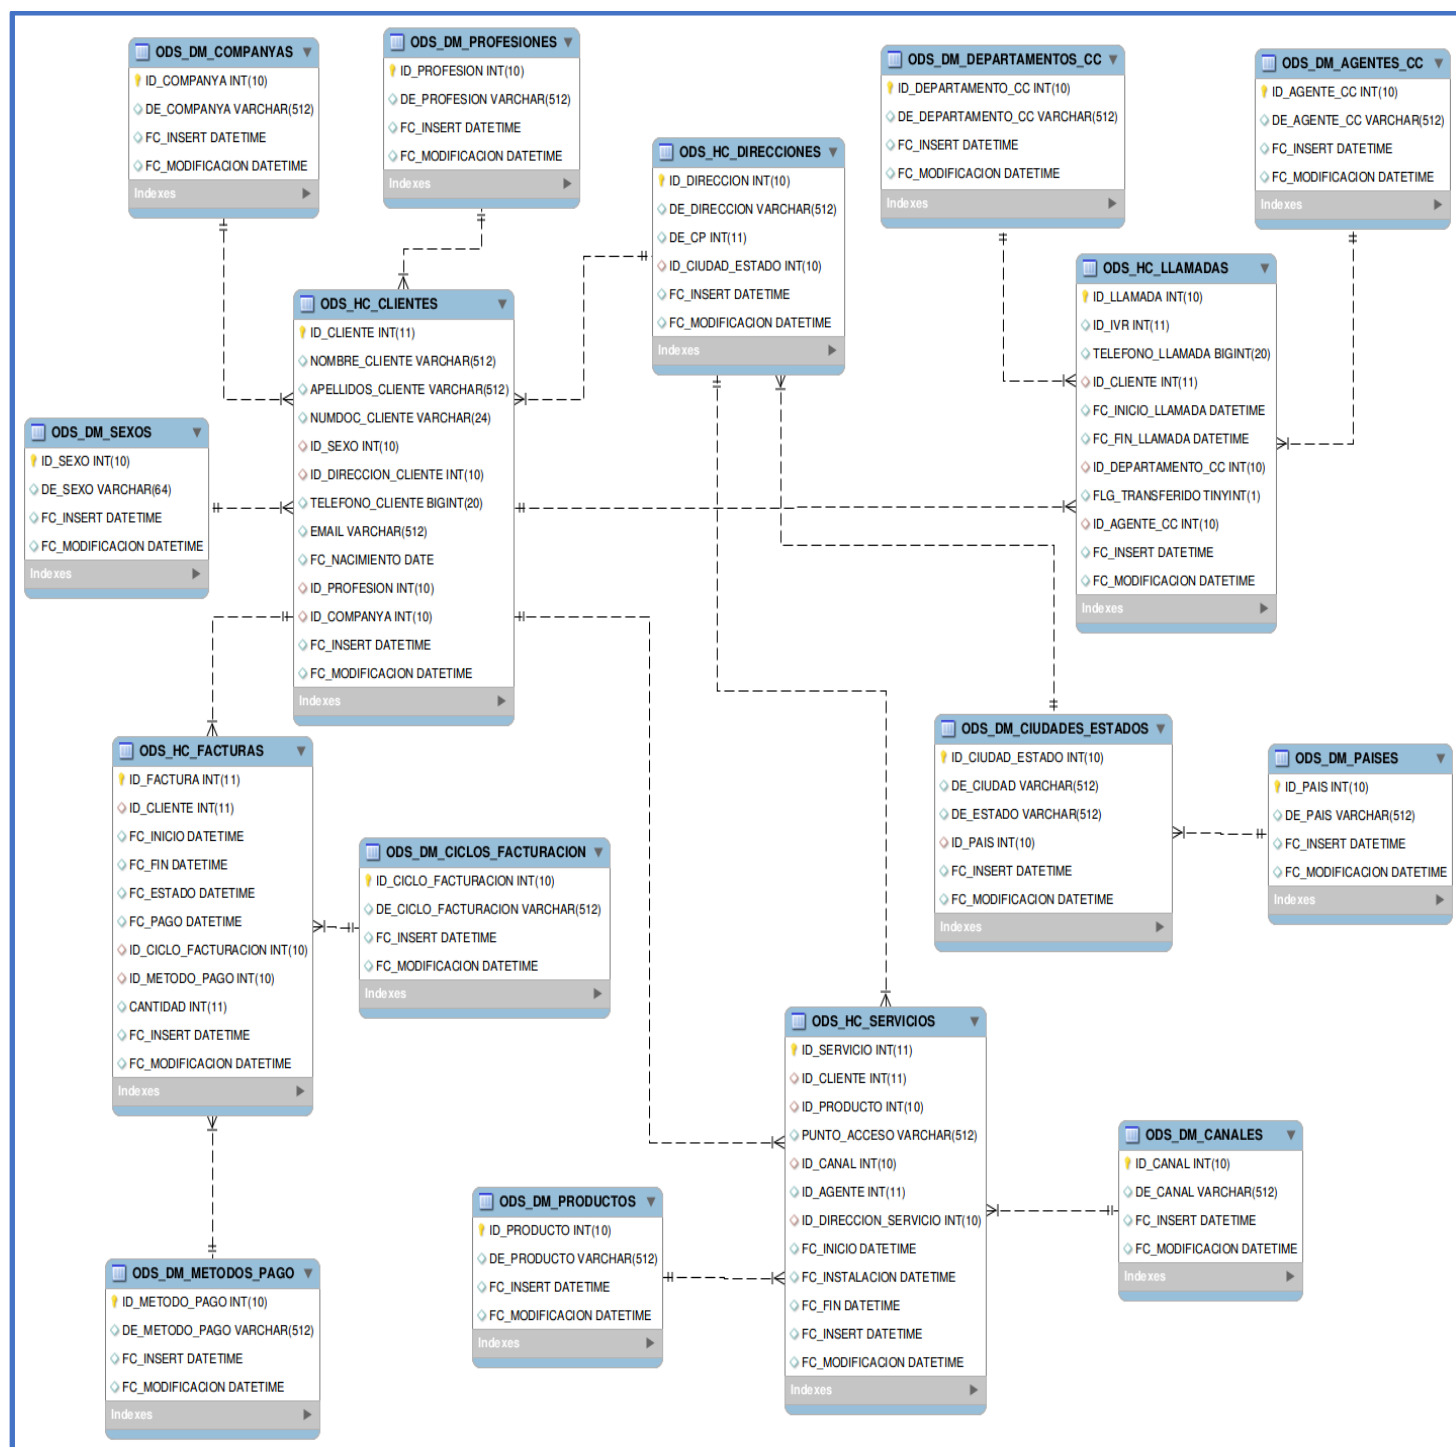 ODS_DM_COMPANYAS
ID_COMPANYA INT(10)
DE_COMPANYA VARCHAR(512)
FC_INSERT DATETIME
FC_MODIFICACION DATETIME
Indexes
ODS_DM_PROFESIONES
ID_PROFESION INT(10)
DE_PROFESION VARCHAR(512)
FC_INSERT DATETIME
FC_MODIFICACION DATETIME
Indexes
ODS_HC_DIRECCIONES
ID_DIRECCION INT(10)
DE_DIRECCION VARCHAR(512)
DE_CP INT(11)
ID_CIUDAD_ESTADO INT(10)
FC_INSERT DATETIME
FC_MODIFICACION DATETIME
Indexes
ODS_DM_DEPARTAMENTOS_CC
ID_DEPARTAMENTO_CC INT(10)
DE_DEPARTAMENTO_CC VARCHAR(512)
FC_INSERT DATETIME
FC_MODIFICACION DATETIME
Indexes
ODS_DM_AGENTES_CC
ID_AGENTE_CC INT(10)
DE_AGENTE_CC VARCHAR(512)
FC_INSERT DATETIME
FC_MODIFICACION DATETIME
Indexes
ODS_HC_CLIENTES
ID_CLIENTE INT(11)
NOMBRE_CLIENTE VARCHAR(512)
APELLIDOS_CLIENTE VARCHAR(512)
NUMDOC_CLIENTE VARCHAR(24)
ID_SEXO INT(10)
ID_DIRECCION_CLIENTE INT(10)
TELEFONO_CLIENTE BIGINT(20)
EMAIL VARCHAR(512)
FC_NACIMIENTO DATE
ID_PROFESION INT(10)
ID_COMPANYA INT(10)
FC_INSERT DATETIME
FC_MODIFICACION DATETIME
Indexes
ODS_HC_LLAMADAS
ID_LLAMADA INT(10)
ID_IVR INT(11)
TELEFONO_LLAMADA BIGINT(20)
ID_CLIENTE INT(11)
FC_INICIO_LLAMADA DATETIME
FC_FIN_LLAMADA DATETIME
ID_DEPARTAMENTO_CC INT(10)
FLG_TRANSFERIDO TINYINT(1)
ID_AGENTE_CC INT(10)
FC_INSERT DATETIME
FC_MODIFICACION DATETIME
Indexes
ODS_DM_SEXOS
ID_SEXO INT(10)
DE_SEXO VARCHAR(64)
FC_INSERT DATETIME
FC_MODIFICACION DATETIME
Indexes
ODS_HC_FACTURAS
ID_FACTURA INT(11)
ID_CLIENTE INT(11)
FC_INICIO DATETIME
FC_FIN DATETIME
FC_ESTADO DATETIME
FC_PAGO DATETIME
ID_CICLO_FACTURACION INT(10)
ID_METODO_PAGO INT(10)
CANTIDAD INT(11)
FC_INSERT DATETIME
FC_MODIFICACION DATETIME
Indexes
ODS_DM_CICLOS_FACTURACION
ID_CICLO_FACTURACION INT(10)
DE_CICLO_FACTURACION VARCHAR(512)
FC_INSERT DATETIME
FC_MODIFICACION DATETIME
Indexes
ODS_DM_CIUDADES_ESTADOS
ID_CIUDAD_ESTADO INT(10)
DE_CIUDAD VARCHAR(512)
DE_ESTADO VARCHAR(512)
ID_PAIS INT(10)
FC_INSERT DATETIME
FC_MODIFICACION DATETIME
Indexes
ODS_DM_PAISES
ID_PAIS INT(10)
DE_PAIS VARCHAR(512)
FC_INSERT DATETIME
FC_MODIFICACION DATETIME
Indexes
ODS_HC_SERVICIOS
ID_SERVICIO INT(11)
ID_CLIENTE INT(11)
ID_PRODUCTO INT(10)
PUNTO_ACCESO VARCHAR(512)
ID_CANAL INT(10)
ID_AGENTE INT(11)
ID_DIRECCION_SERVICIO INT(10)
FC_INICIO DATETIME
FC_INSTALACION DATETIME
FC_FIN DATETIME
FC_INSERT DATETIME
FC_MODIFICACION DATETIME
Indexes
ODS_DM_CANALES
ID_CANAL INT(10)
DE_CANAL VARCHAR(512)
FC_INSERT DATETIME
FC_MODIFICACION DATETIME
Indexes
ODS_DM_PRODUCTOS
ID_PRODUCTO INT(10)
DE_PRODUCTO VARCHAR(512)
FC_INSERT DATETIME
FC_MODIFICACION DATETIME
Indexes
ODS_DM_METODOS_PAGO
ID_METODO_PAGO INT(10)
DE_METODO_PAGO VARCHAR(512)
FC_INSERT DATETIME
FC_MODIFICACION DATETIME
Indexes